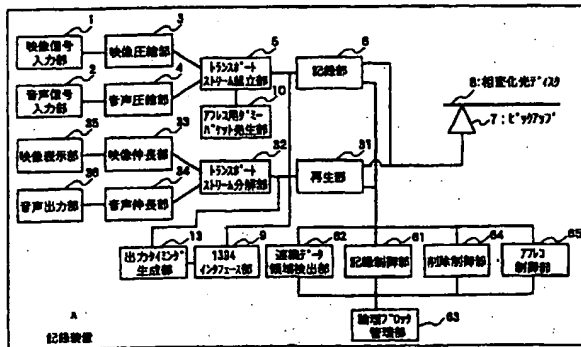 1
映像信号
入力部
3
映像圧縮部
5
トランスポート
ストリーム組立部
6
記録部
2
音声信号
入力部
4
音声圧縮部
10
アフレコ用ダミー
パケット発生部
8:相変化光ディスク
7:ピックアップ
35
映像表示部
33
映像伸長部
32
トランスポート
ストリーム分解部
31
再生部
36
音声出力部
34
音声伸長部
13
出力タイミング
生成部
9
1394
インタフェース部
62
連続データ
領域検出部
61
記録制御部
64
削除制御部
65
アフレコ
制御部
論理ブロック
管理部
63
A
記録装置